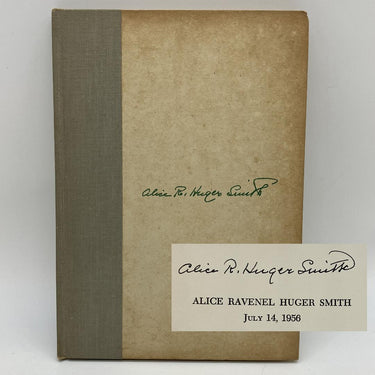 Alice R. Huger Smith
Alice R. Huger Smith
ALICE RAVENEL HUGER SMITH
JULY 14, 1956